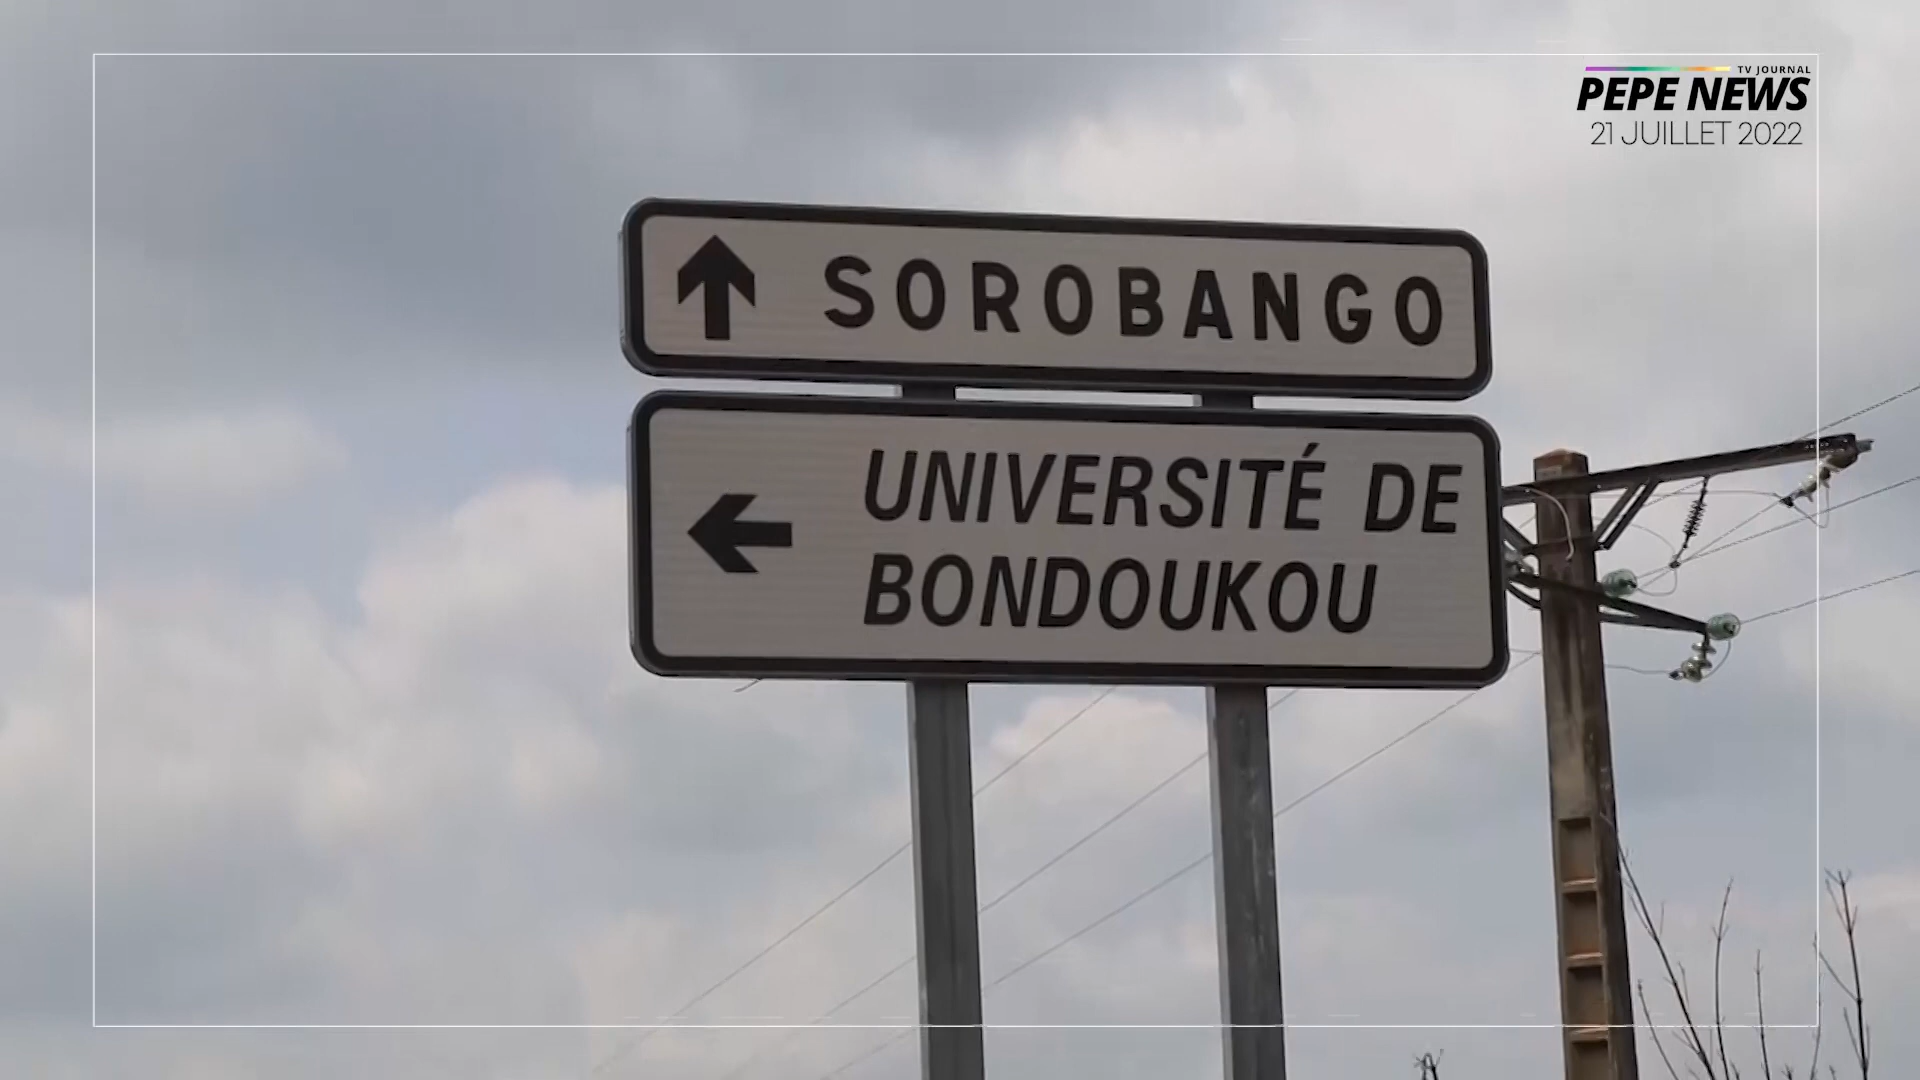 TV JOURNAL
PEPE NEWS
21 JUILLET 2022
SOROBANGO
UNIVERSITÉ DE
BONDOUKOU